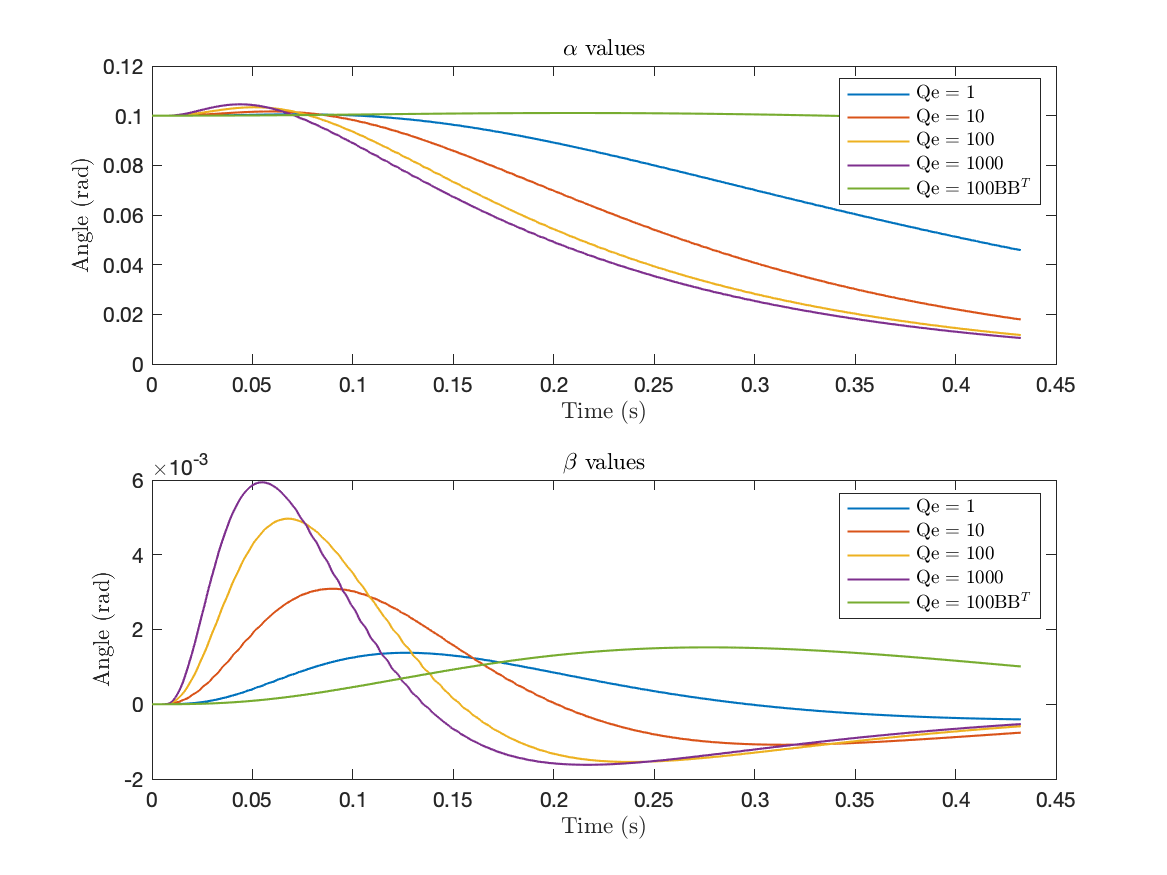 α values
0.12
0.1
0.08
0.06
0.04
0.02
0
Angle (rad)
Qe = 1
Qe = 10
Qe = 100
Qe = 1000
Qe = 100BB^T
0 0.05 0.1 0.15 0.2 0.25 0.3 0.35 0.4 0.45
Time (s)
β values
×10^-3
6
4
2
0
-2
Angle (rad)
Qe = 1
Qe = 10
Qe = 100
Qe = 1000
Qe = 100BB^T
0 0.05 0.1 0.15 0.2 0.25 0.3 0.35 0.4 0.45
Time (s)